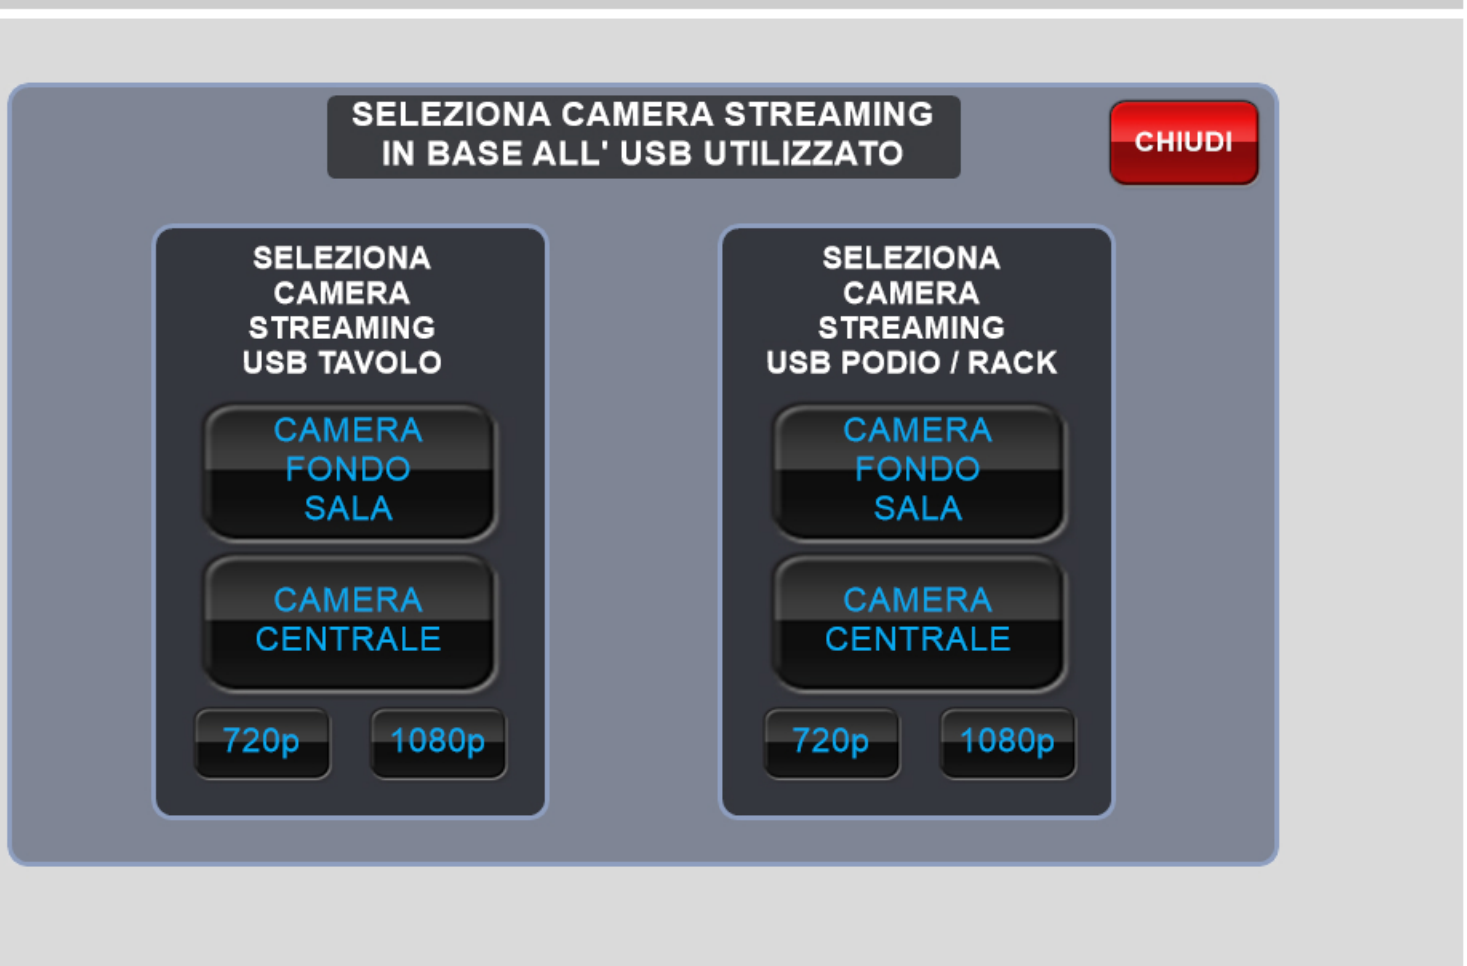 SELEZIONA CAMERA STREAMING
IN BASE ALL' USB UTILIZZATO
CHIUDI
SELEZIONA
CAMERA
STREAMING
USB TAVOLO
CAMERA
FONDO
SALA
CAMERA
CENTRALE
720p
1080p
SELEZIONA
CAMERA
STREAMING
USB PODIO / RACK
CAMERA
FONDO
SALA
CAMERA
CENTRALE
720p
1080p